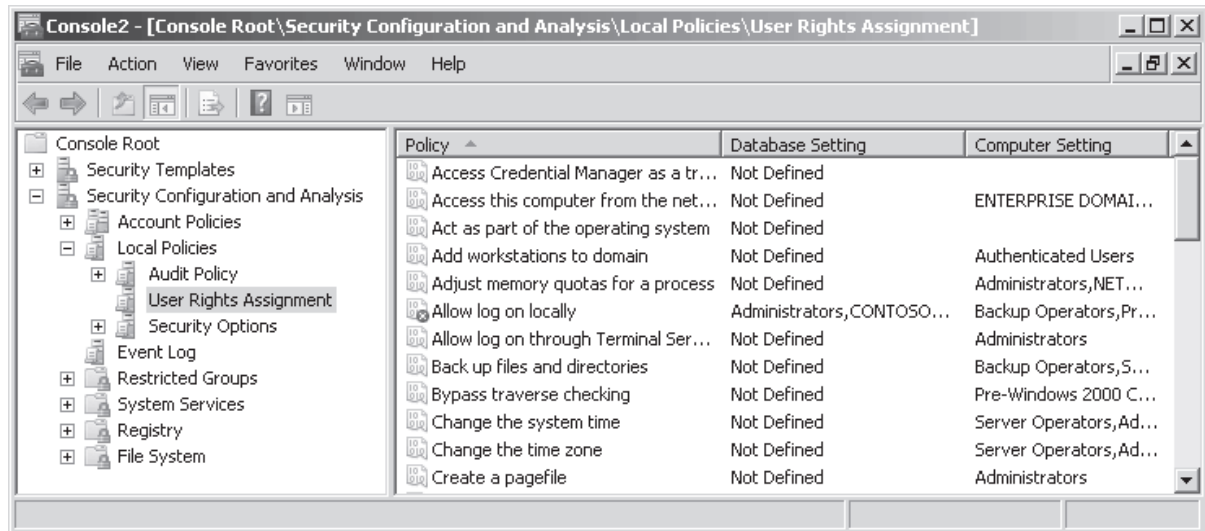 Console2 - [Console Root\Security Configuration and Analysis\Local Policies\User Rights Assignment]
File Action View Favorites Window Help
Console Root
Security Templates
Security Configuration and Analysis
Account Policies
Local Policies
Audit Policy
User Rights Assignment
Security Options
Event Log
Restricted Groups
System Services
Registry
File System
Policy Database Setting Computer Setting
Access Credential Manager as a tr... Not Defined
Access this computer from the net... Not Defined ENTERPRISE DOMAI...
Act as part of the operating system Not Defined
Add workstations to domain Not Defined Authenticated Users
Adjust memory quotas for a process Not Defined Administrators,NET...
Allow log on locally Administrators,CONTOSO... Backup Operators,Pr...
Allow log on through Terminal Ser... Not Defined Administrators
Back up files and directories Not Defined Backup Operators,S...
Bypass traverse checking Not Defined Pre-Windows 2000 C...
Change the system time Not Defined Server Operators,Ad...
Change the time zone Not Defined Server Operators,Ad...
Create a pagefile Not Defined Administrators